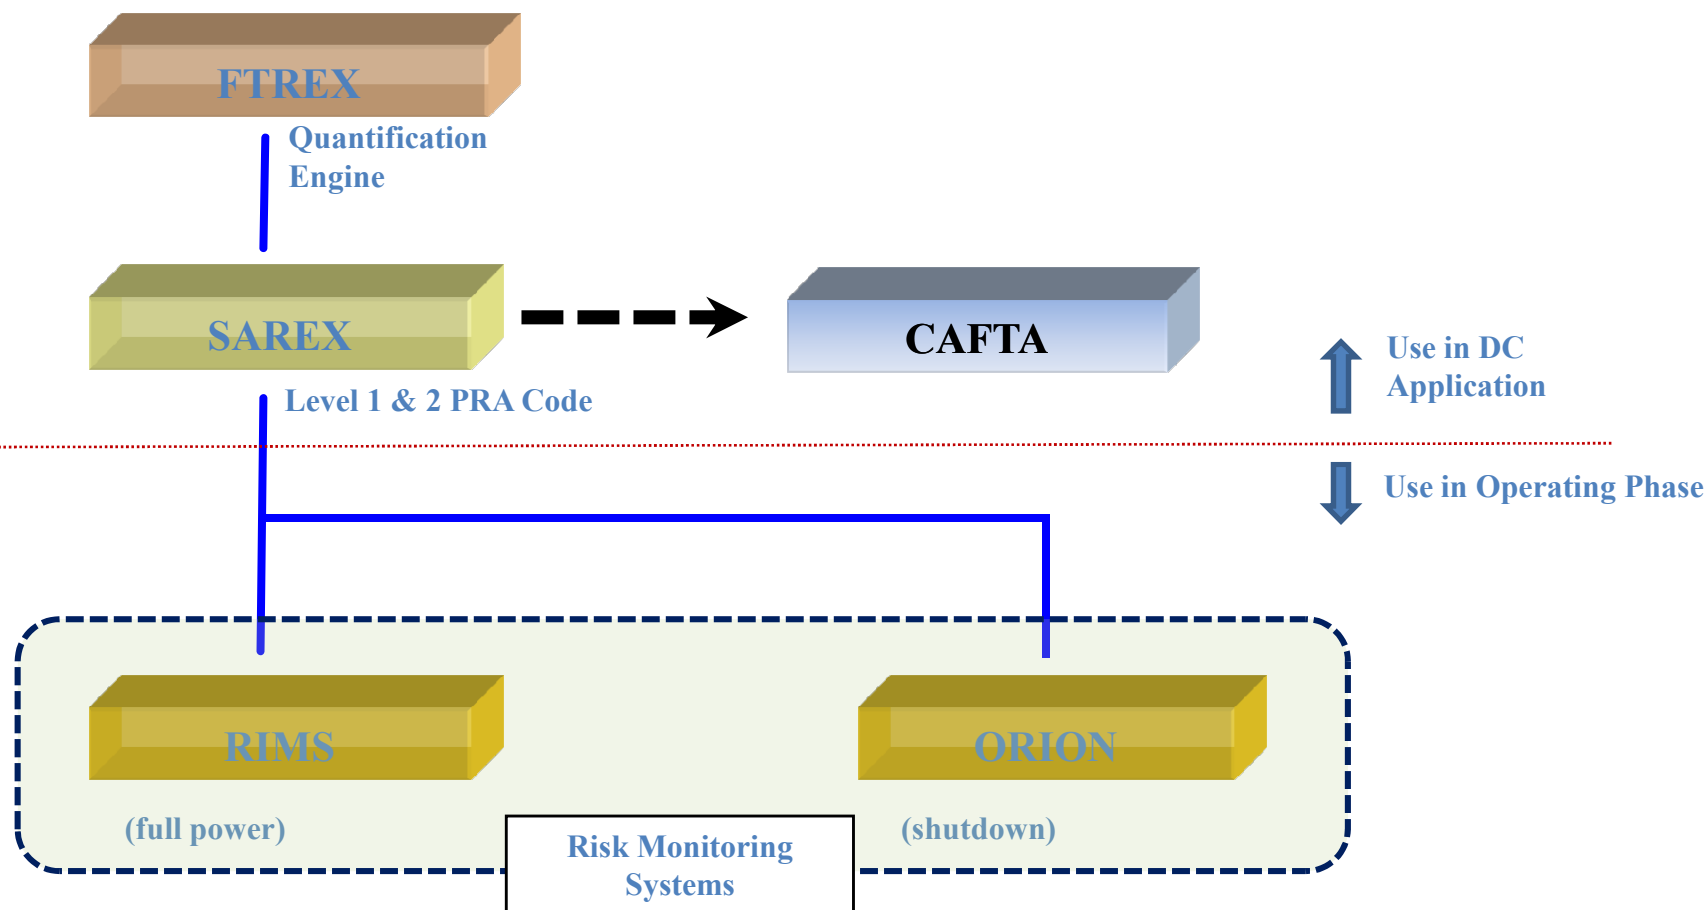 FTREX
Quantification
Engine
SAREX
CAFTA
Level 1 & 2 PRA Code
Use in DC
Application
Use in Operating Phase
RIMS
ORION
(full power)
(shutdown)
Risk Monitoring
Systems